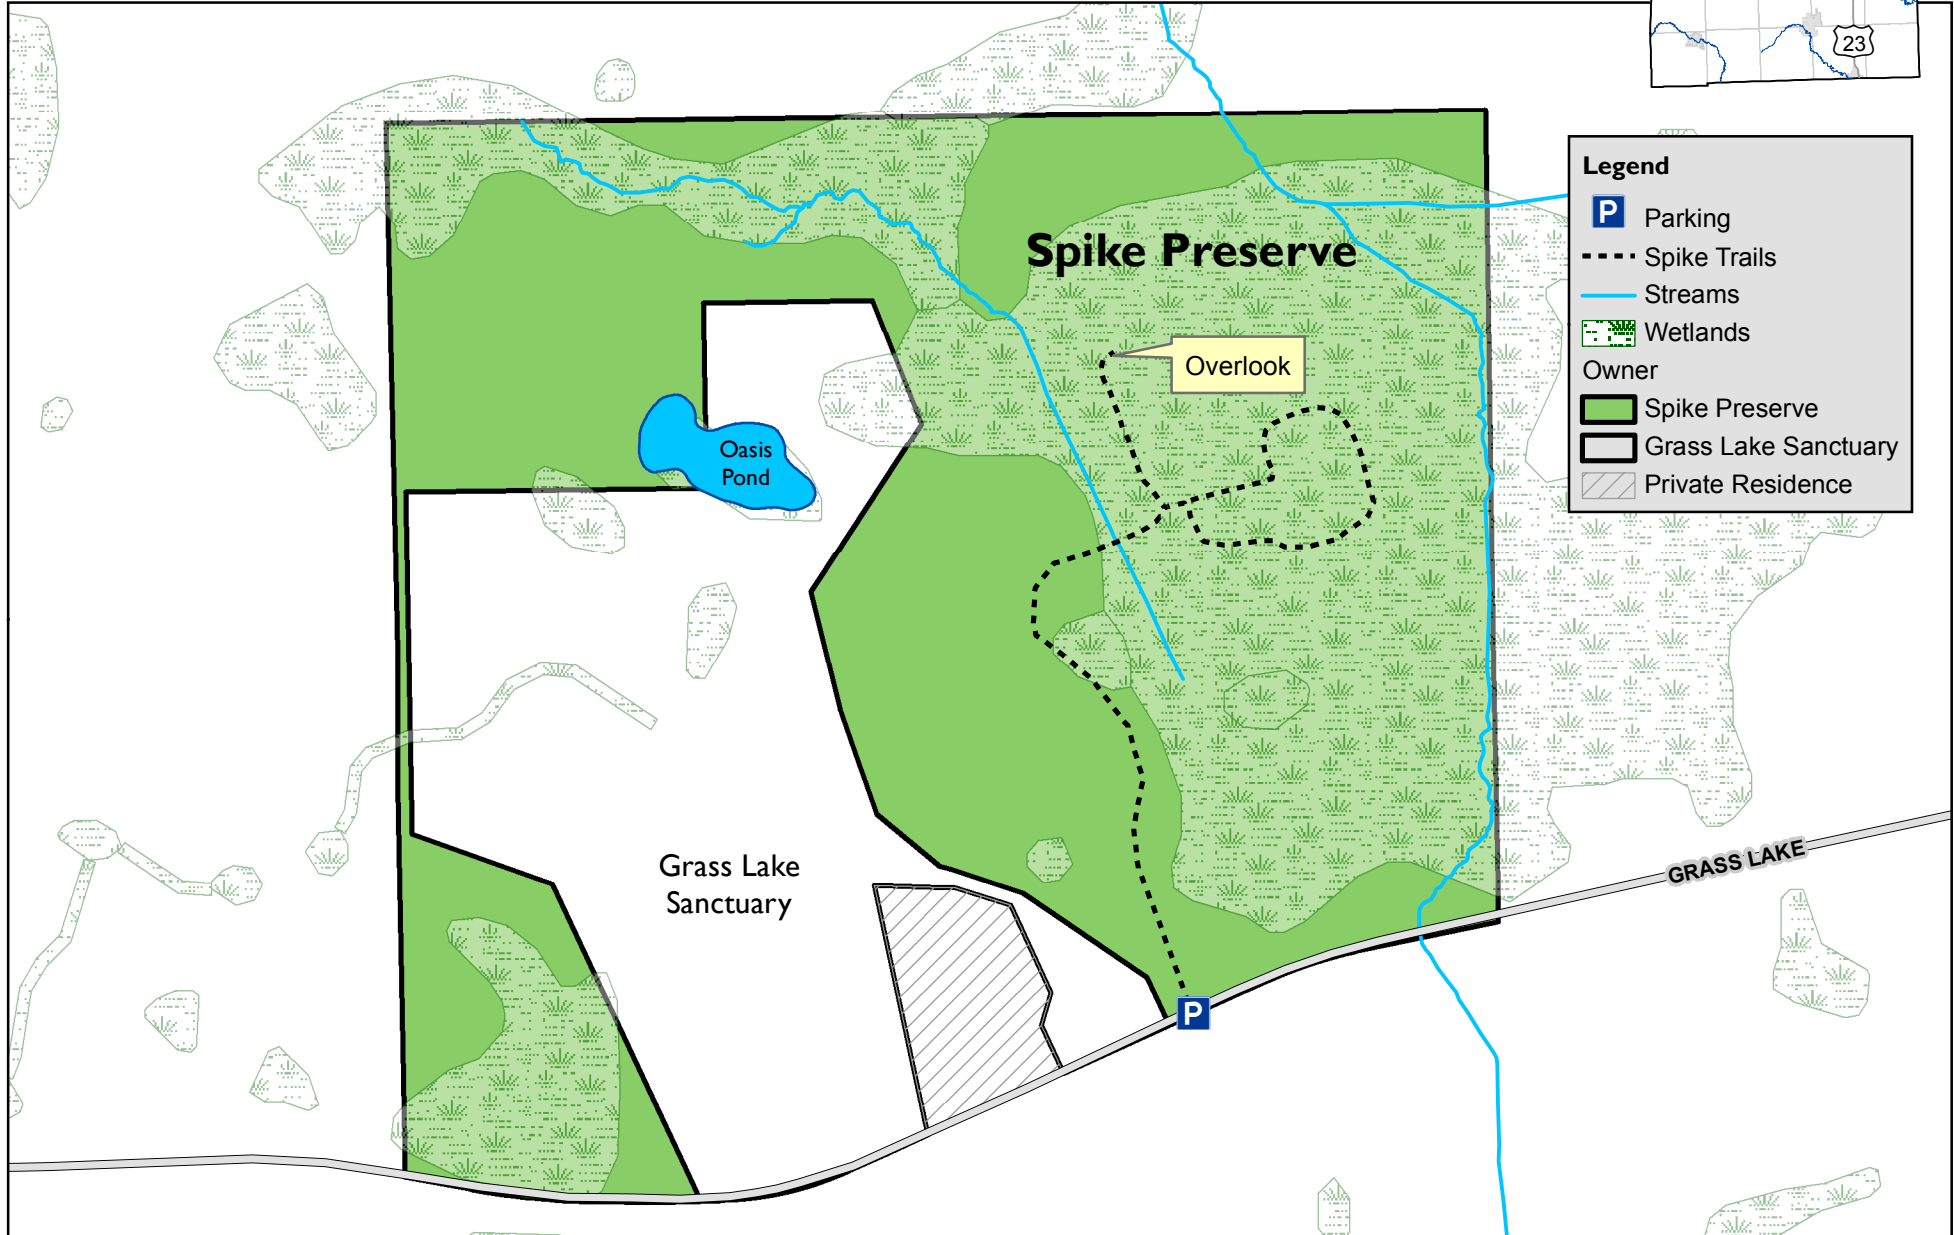 23
Legend
P Parking
Spike Trails
Streams
Wetlands
Owner
Spike Preserve
Grass Lake Sanctuary
Private Residence
Spike Preserve
Overlook
Oasis
Pond
Grass Lake
Sanctuary
GRASS LAKE
P